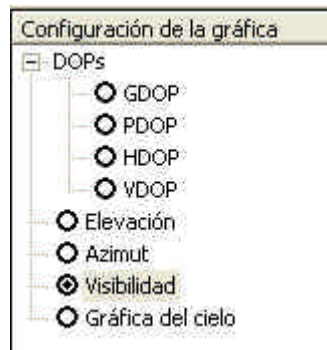 Configuración de la gráfica
DOPs
GDOP
PDOP
HDOP
VDOP
Elevación
Azimut
Visibilidad
Gráfica del cielo